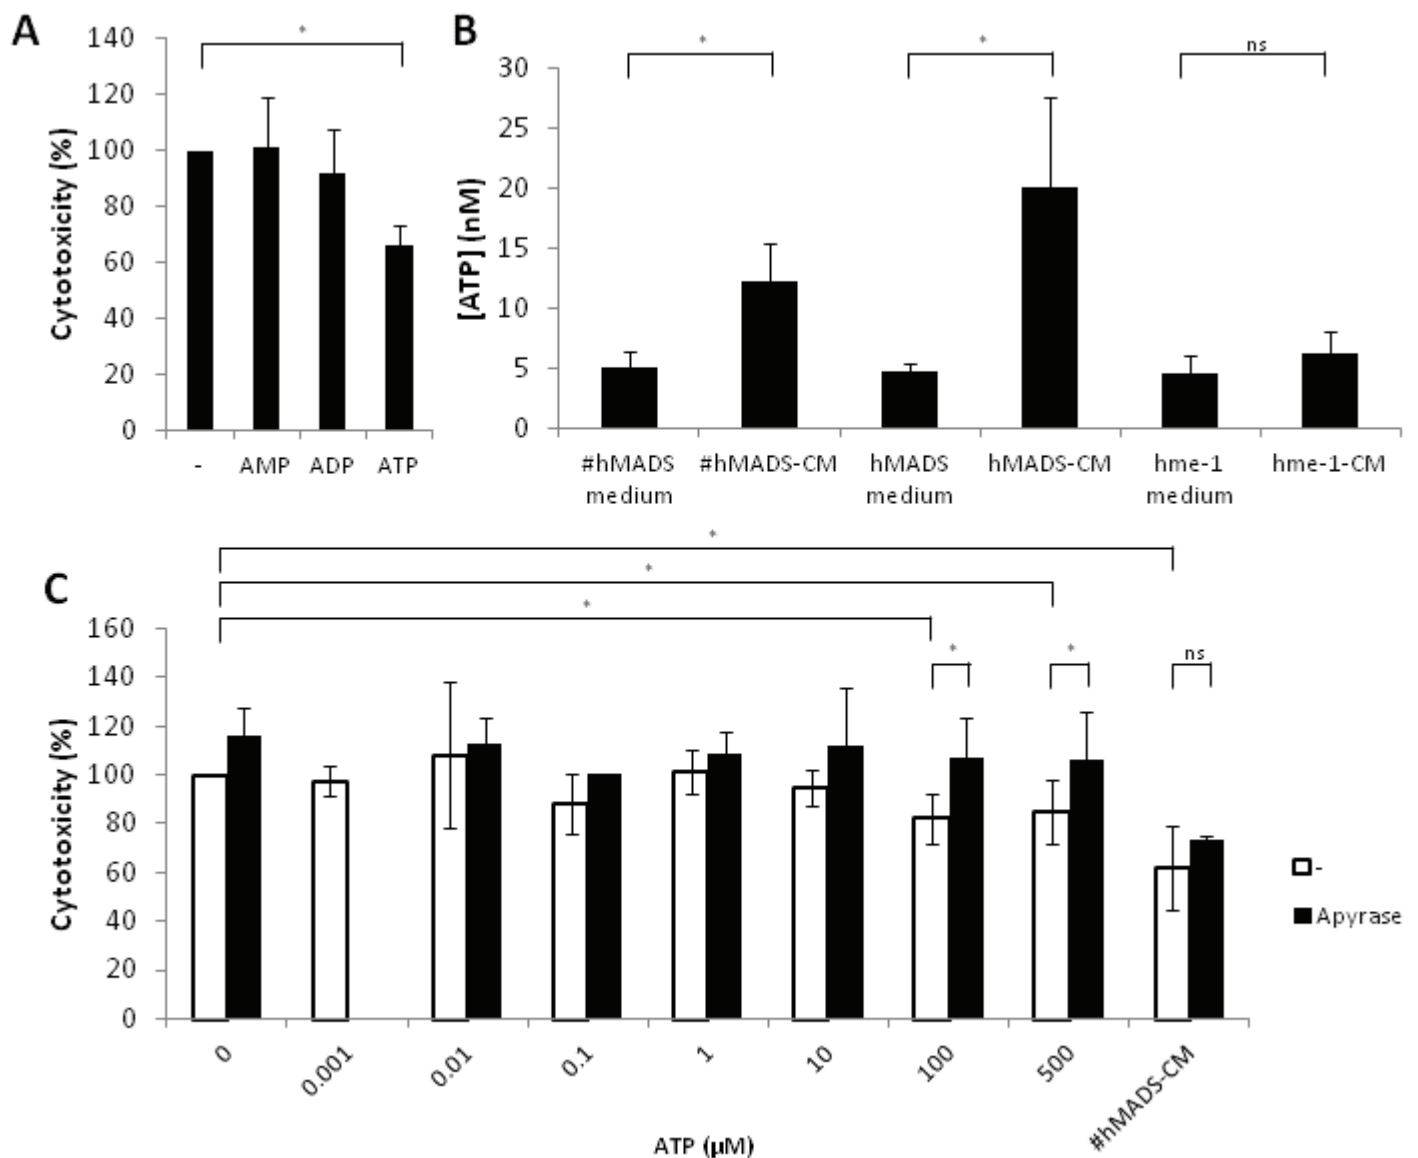 A
*
140
120
100
80
60
40
20
0
Cytotoxicity (%)
- AMP ADP ATP
B
* * ns
30
25
20
15
10
5
0
[ATP] (nM)
#hMADS #hMADS-CM hMADS hMADS-CM hme-1 hme-1-CM
medium medium medium
C
*
*
*
* * ns
160
140
120
100
80
60
40
20
0
Cytotoxicity (%)
-
Apyrase
0 0.001 0.01 0.1 1 10 100 500 #hMADS-CM
ATP (μM)